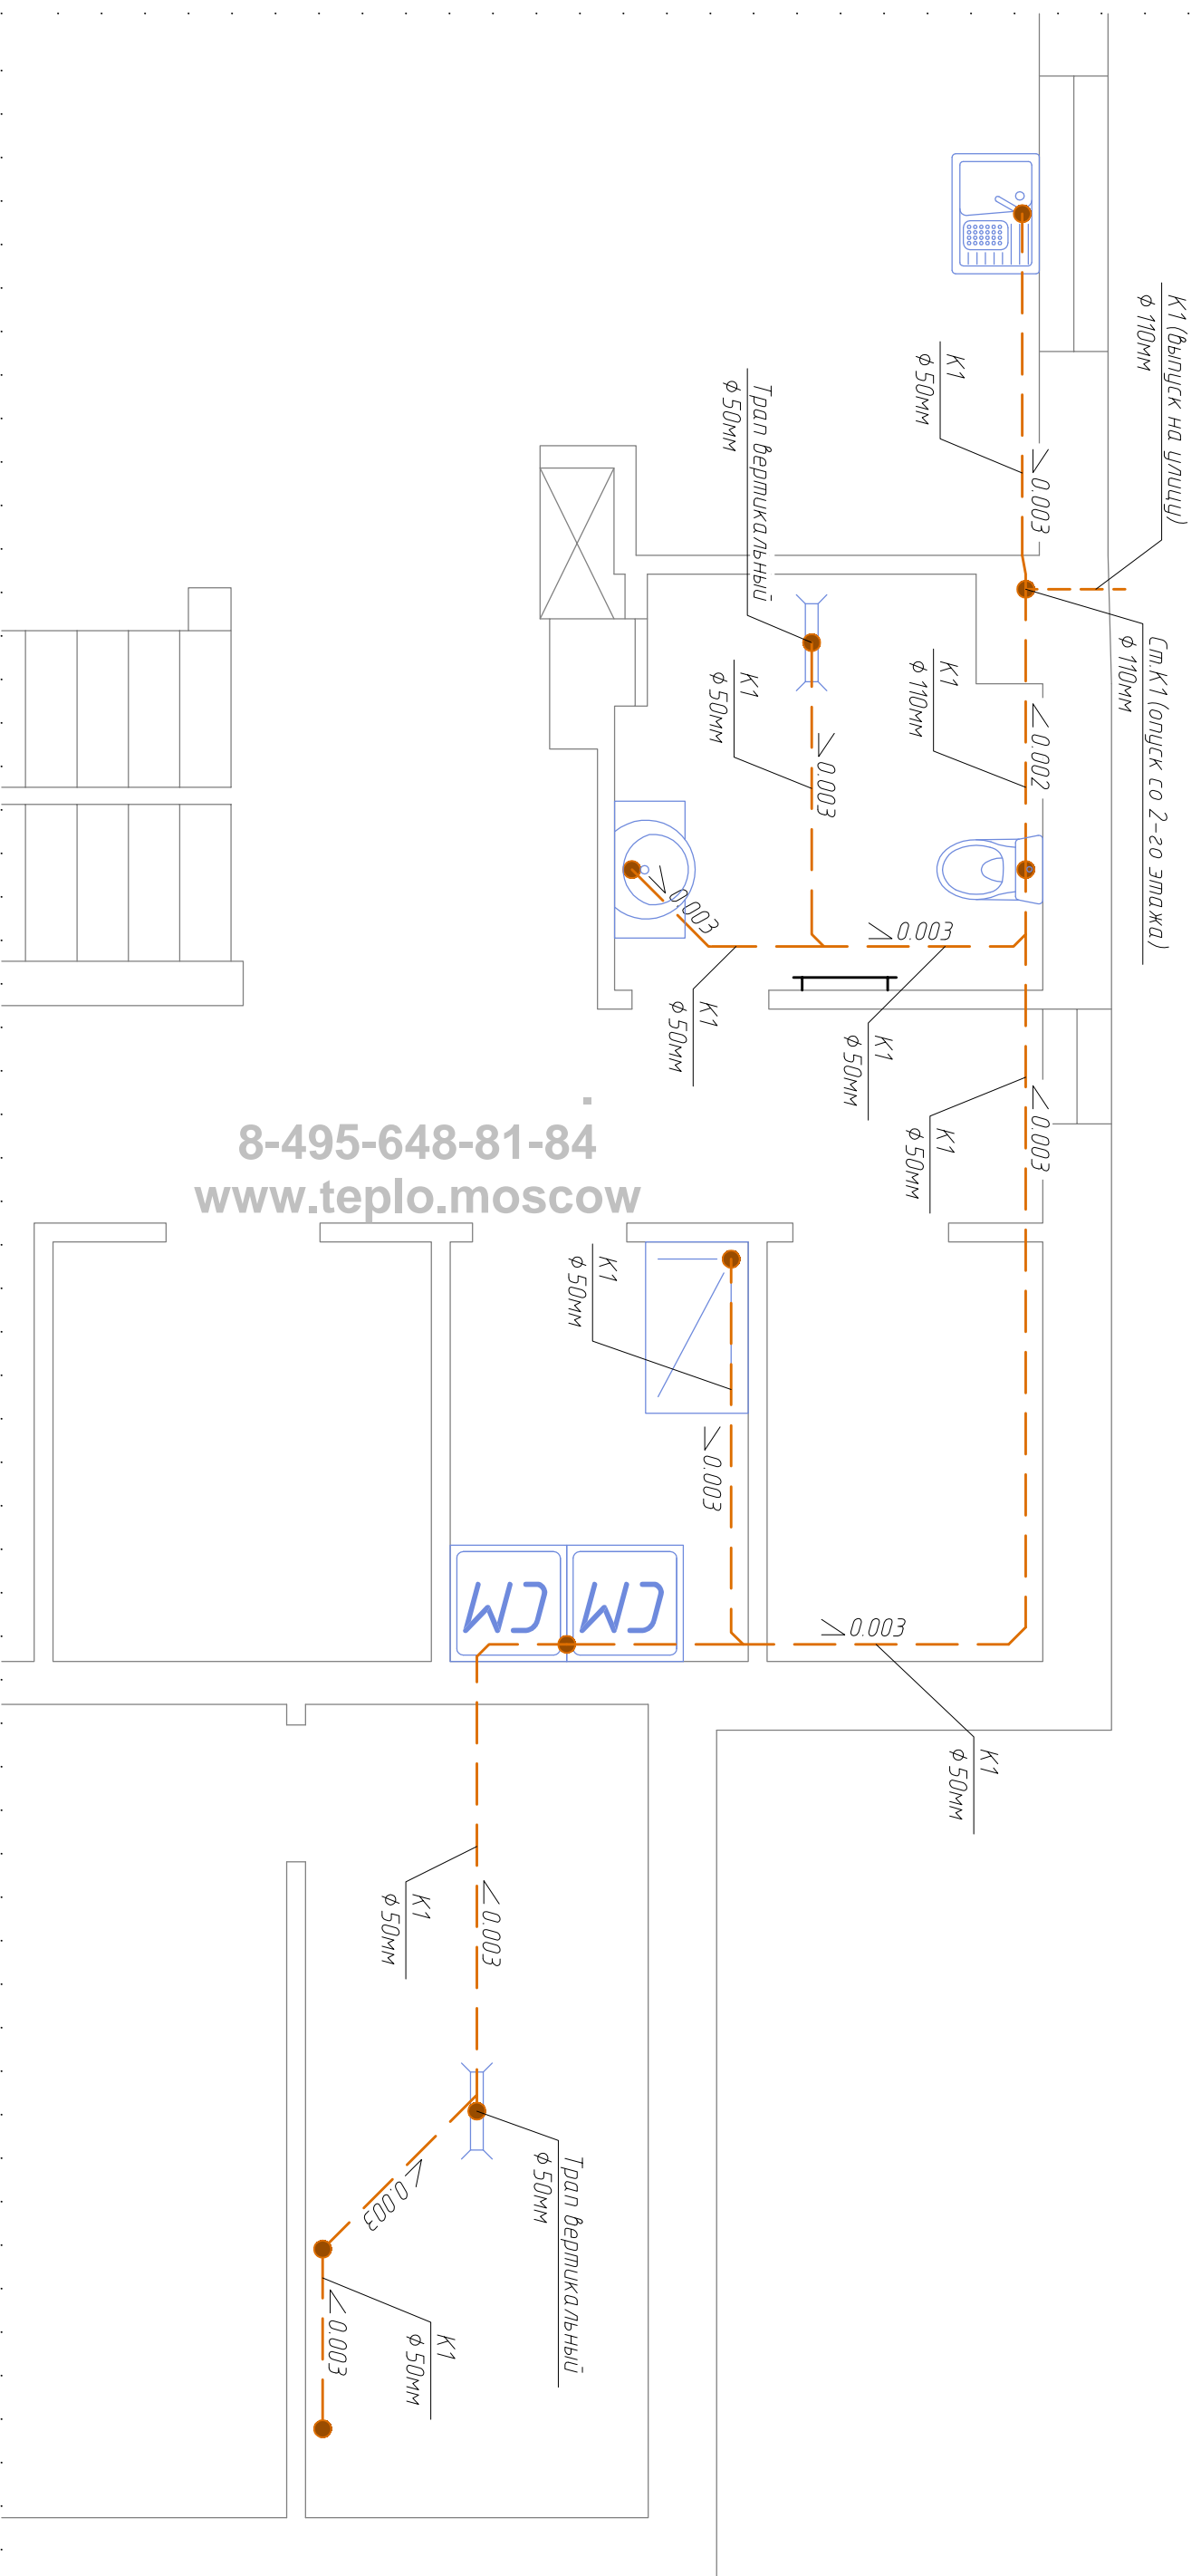 К1 (выпуск на улицу)
ϕ 110мм
Ст.К1 (опуск со 2-го этажа)
ϕ 110мм
К1
ϕ 50мм
0.003
Трап вертикальный
ϕ 50мм
К1
ϕ 110мм
0.002
К1
ϕ 50мм
0.003
0.003
0.003
К1
ϕ 50мм
К1
ϕ 50мм
К1
ϕ 50мм
0.003
8-495-648-81-84
www.teplo.moscow
К1
ϕ 50мм
0.003
СМ
СМ
0.003
К1
ϕ 50мм
К1
ϕ 50мм
0.003
Трап вертикальный
ϕ 50мм
0.003
К1
ϕ 50мм
0.003